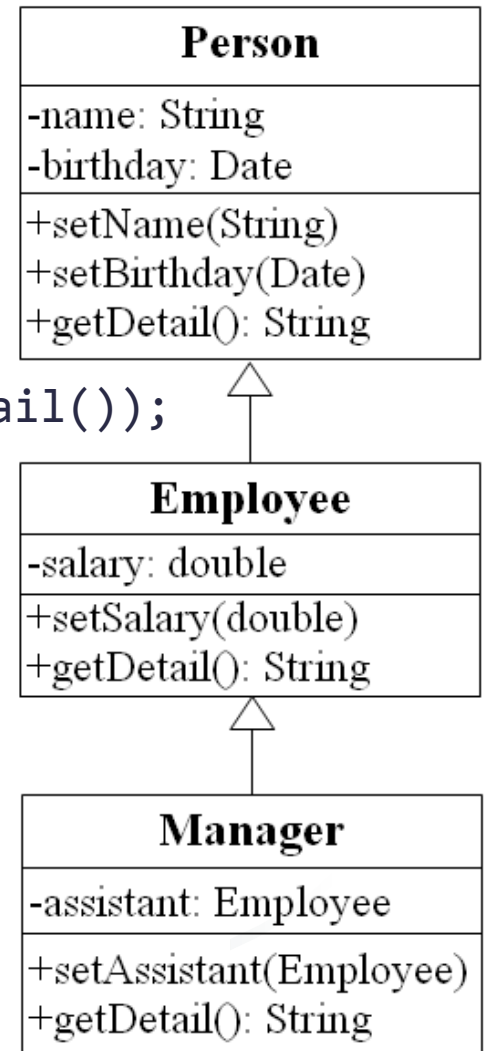 Person
-name: String
-birthday: Date
+setName(String)
+setBirthday(Date)
+getDetail(): String
ail());
Employee
-salary: double
+setSalary(double)
+getDetail(): String
Manager
-assistant: Employee
+setAssistant(Employee)
+getDetail(): String